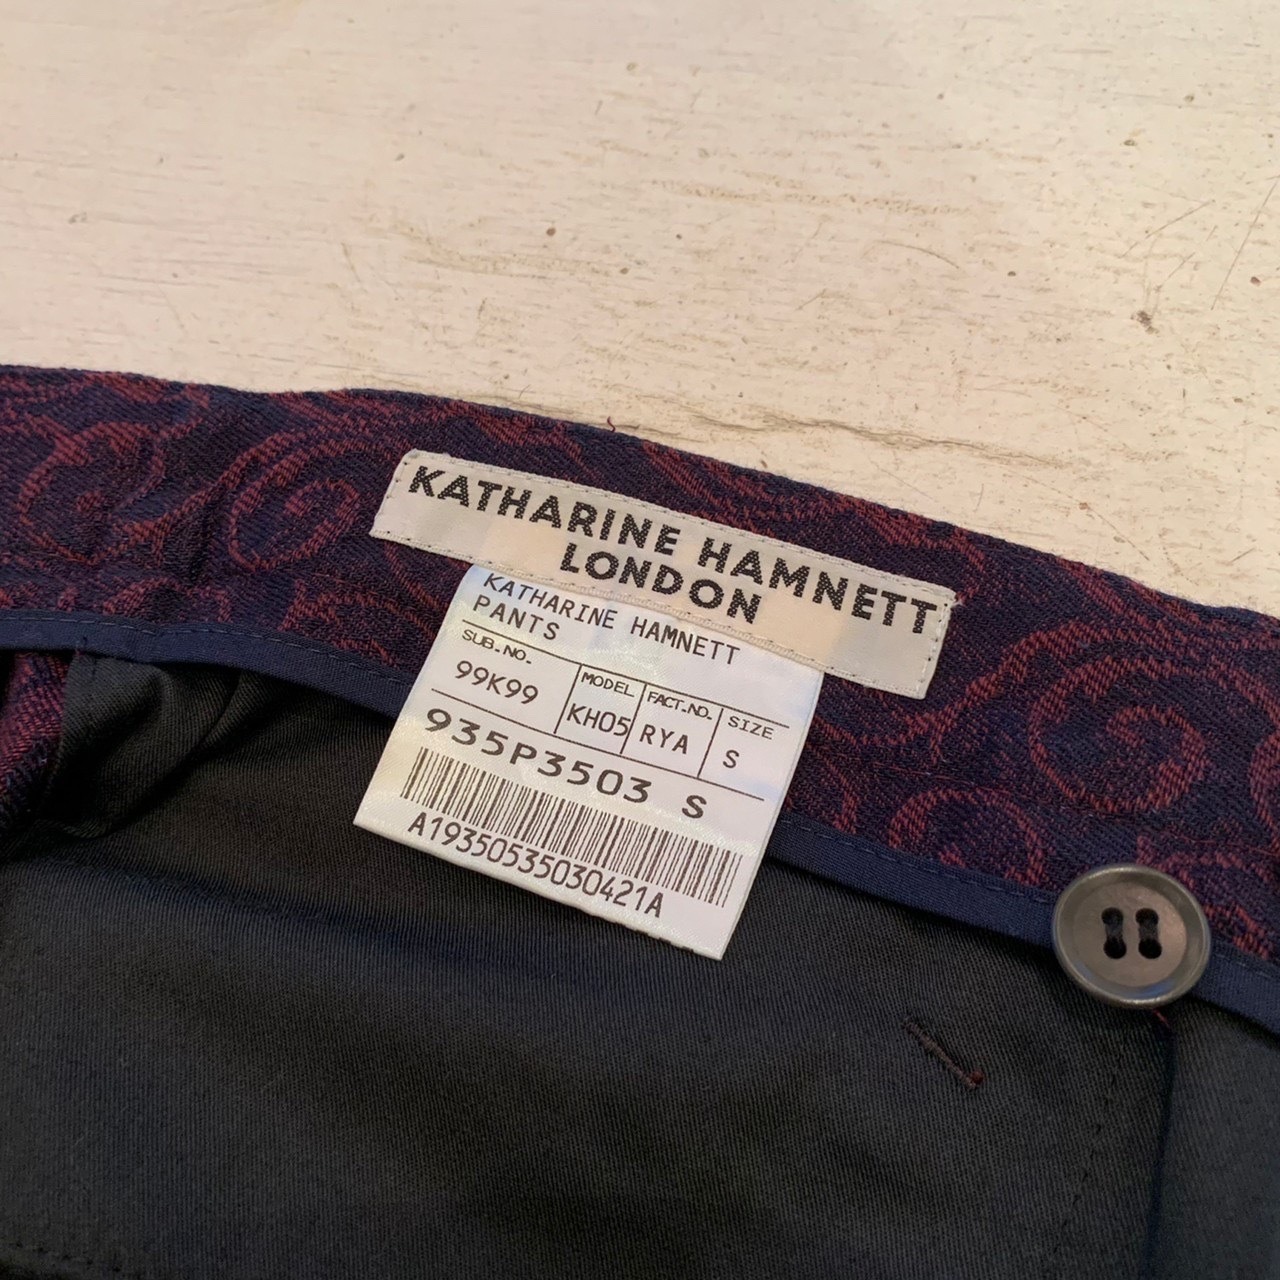 KATHARINE HAMNETT
LONDON
KATHARINE HAMNETT
PANTS
SUB.NO. MODEL FACT.NO. SIZE
99K99 KH05 RYA S
935P3503 S
A19350535030421A